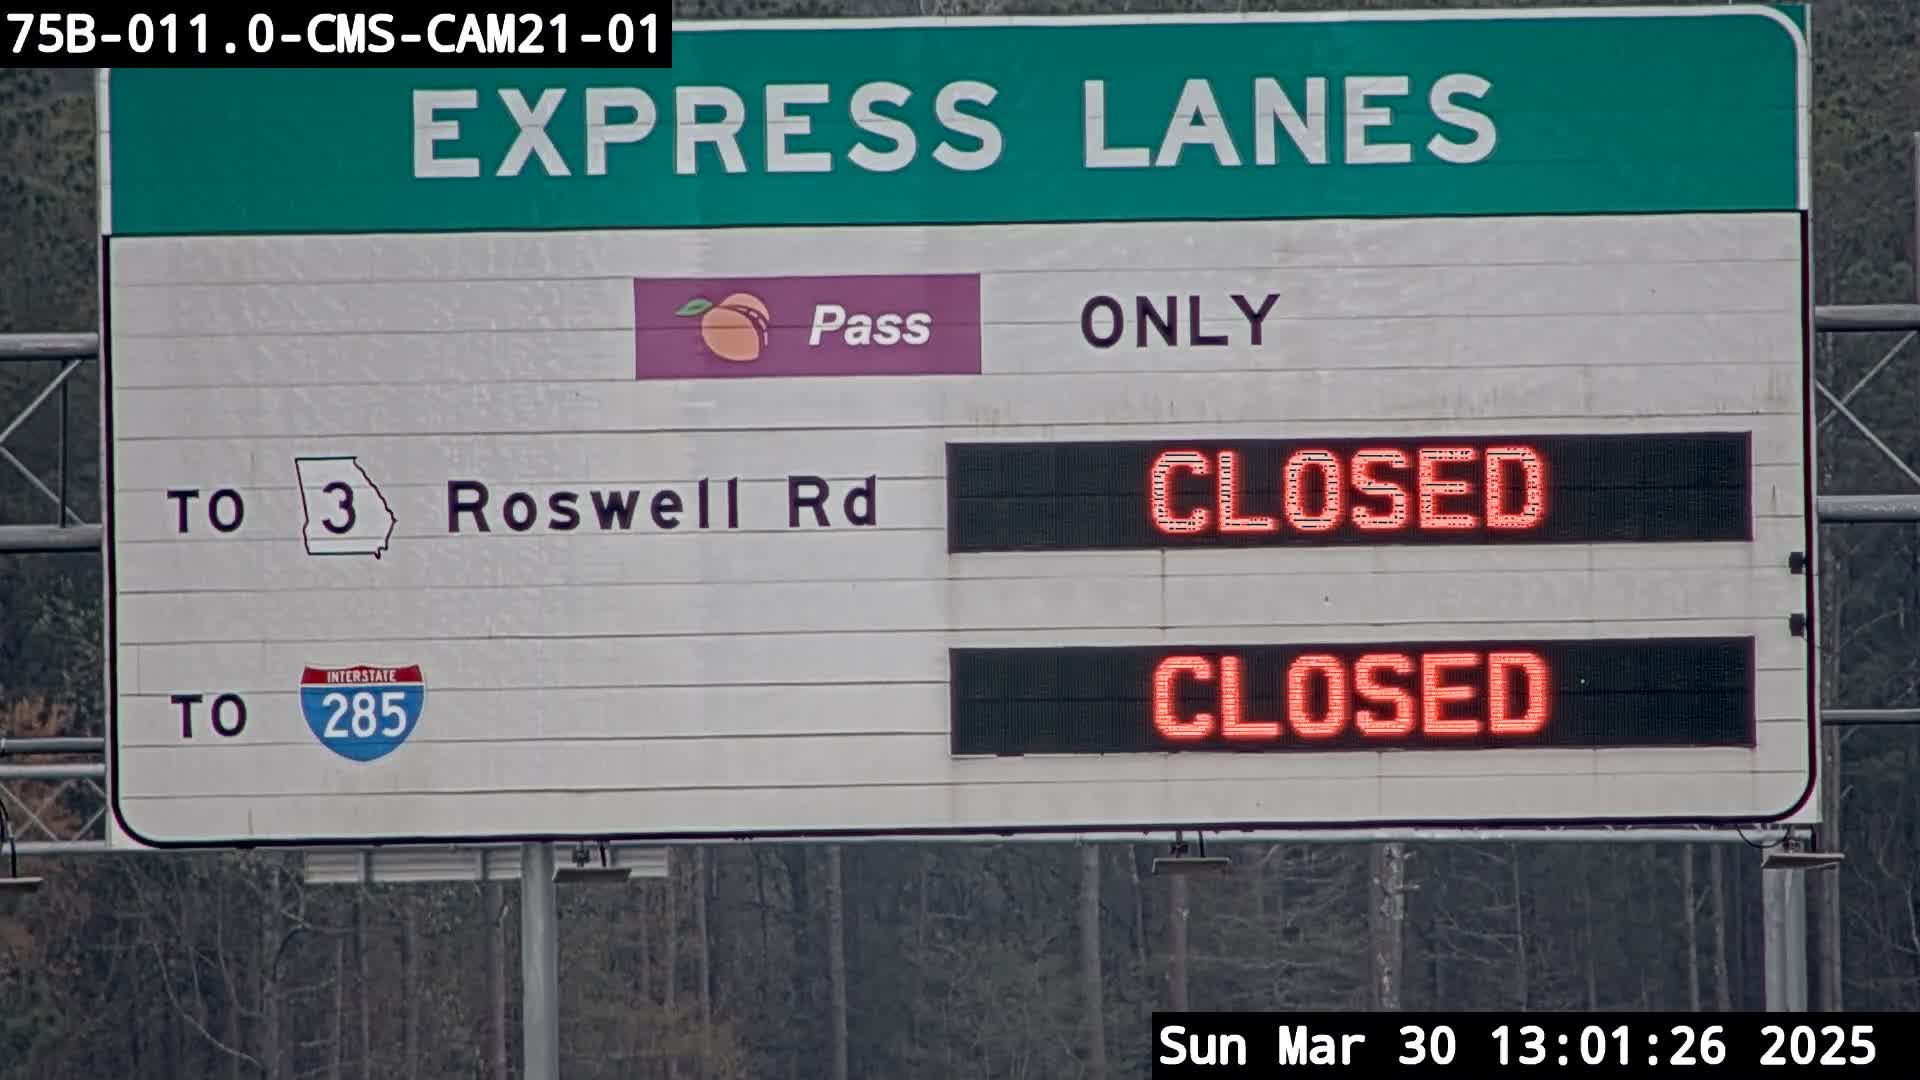 75B-011.0-CMS-CAM21-01
EXPRESS LANES
Pass ONLY
TO 3 Roswell Rd CLOSED
INTERSTATE
TO 285 CLOSED
Sun Mar 30 13:01:26 2025